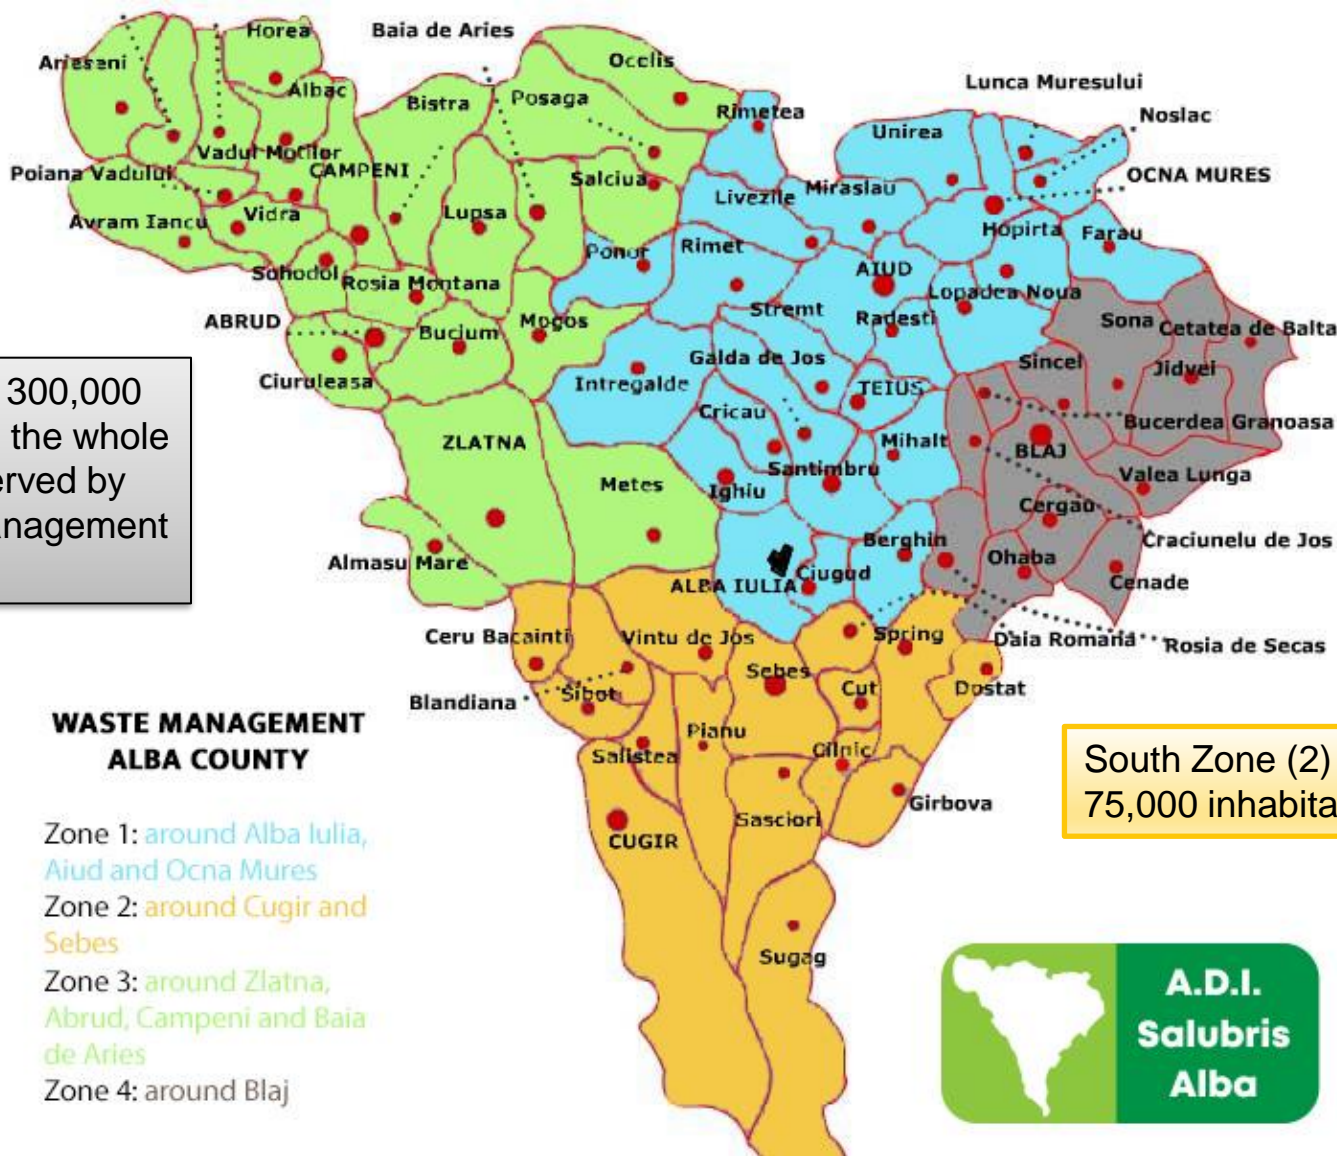 Horea
Baia de Aries
Arieseni
Ocolis
Albac
Bistra
Posaga
Lunca Muresului
Rimetea
Noslac
Unirea
Vadul Motilor
CAMPENI
Poiana Vadului
Salciua
OCNA MURES
Livezile
Miraslau
Avram Iancu
Vidra
Lupsa
Hopirta
Farau
Ponor
Rimet
Sohodol
Rosia Montana
AIUD
Lopadea Noua
Stremt
Radesti
ABRUD
Bucium
Mogos
Sona
Cetatea de Balta
Galda de Jos
Sincel
Jidvei
Ciuruleasa
Intregalde
TEIUS
300,000
the whole
erved by
anagement
Cricau
Bucerdea Granoasa
ZLATNA
Mihalt
BLAJ
Santimbru
Valea Lunga
Metes
Ighiu
Cergau
Berghin
Craciunelu de Jos
Almasu Mare
Ohaba
ALBA IULIA
Ciugud
Cenade
Ceru Bacainti
Vintu de Jos
Spring
Daia Romana
Rosia de Secas
Sebes
Blandiana
Sibot
Cut
Dostat
WASTE MANAGEMENT
ALBA COUNTY
Pianu
Salistea
Cilnic
South Zone (2)
75,000 inhabita
Girbova
Sasciori
CUGIR
Zone 1: around Alba Iulia,
Aiud and Ocna Mures
Zone 2: around Cugir and
Sebes
Zone 3: around Zlatna,
Abrud, Campeni and Baia
de Aries
Zone 4: around Blaj
Sugag
A.D.I.
Salubris
Alba